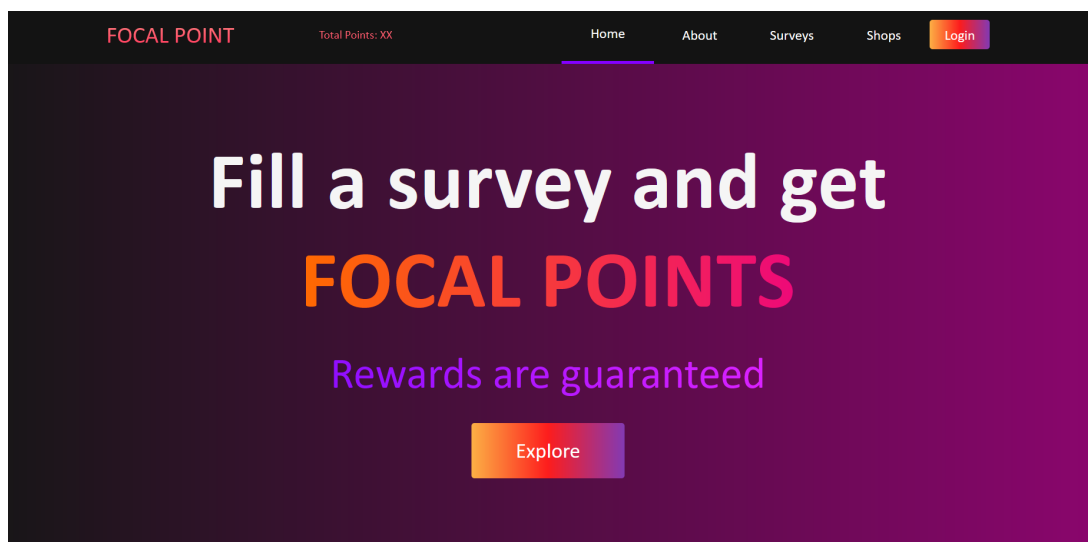 FOCAL POINT
Total Points: XX
Home
About
Surveys
Shops
Login
Fill a survey and get
FOCAL POINTS
Rewards are guaranteed
Explore